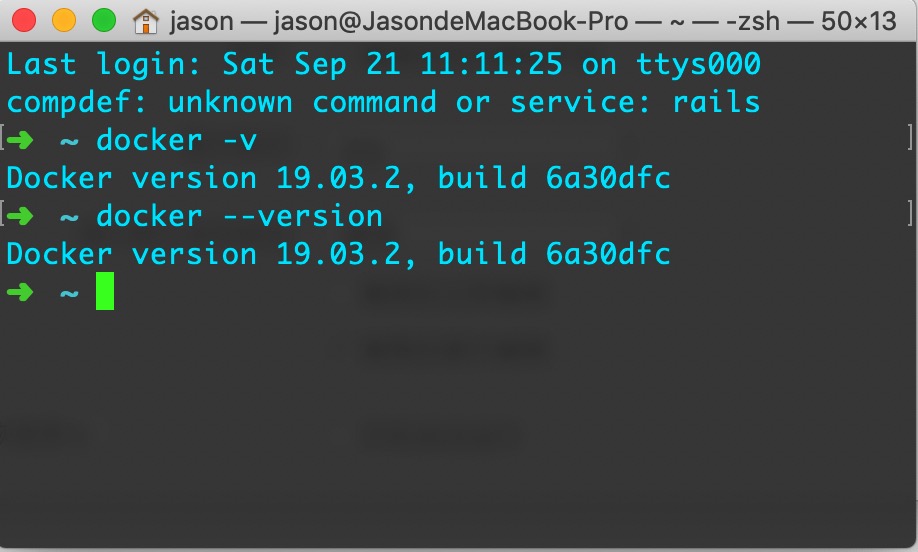 jason — jason@JasondeMacBook-Pro — ~ — -zsh — 50×13
Last login: Sat Sep 21 11:11:25 on ttys000
compdef: unknown command or service: rails
[➜ ~ docker -v ]
Docker version 19.03.2, build 6a30dfc
[➜ ~ docker --version ]
Docker version 19.03.2, build 6a30dfc
➜ ~